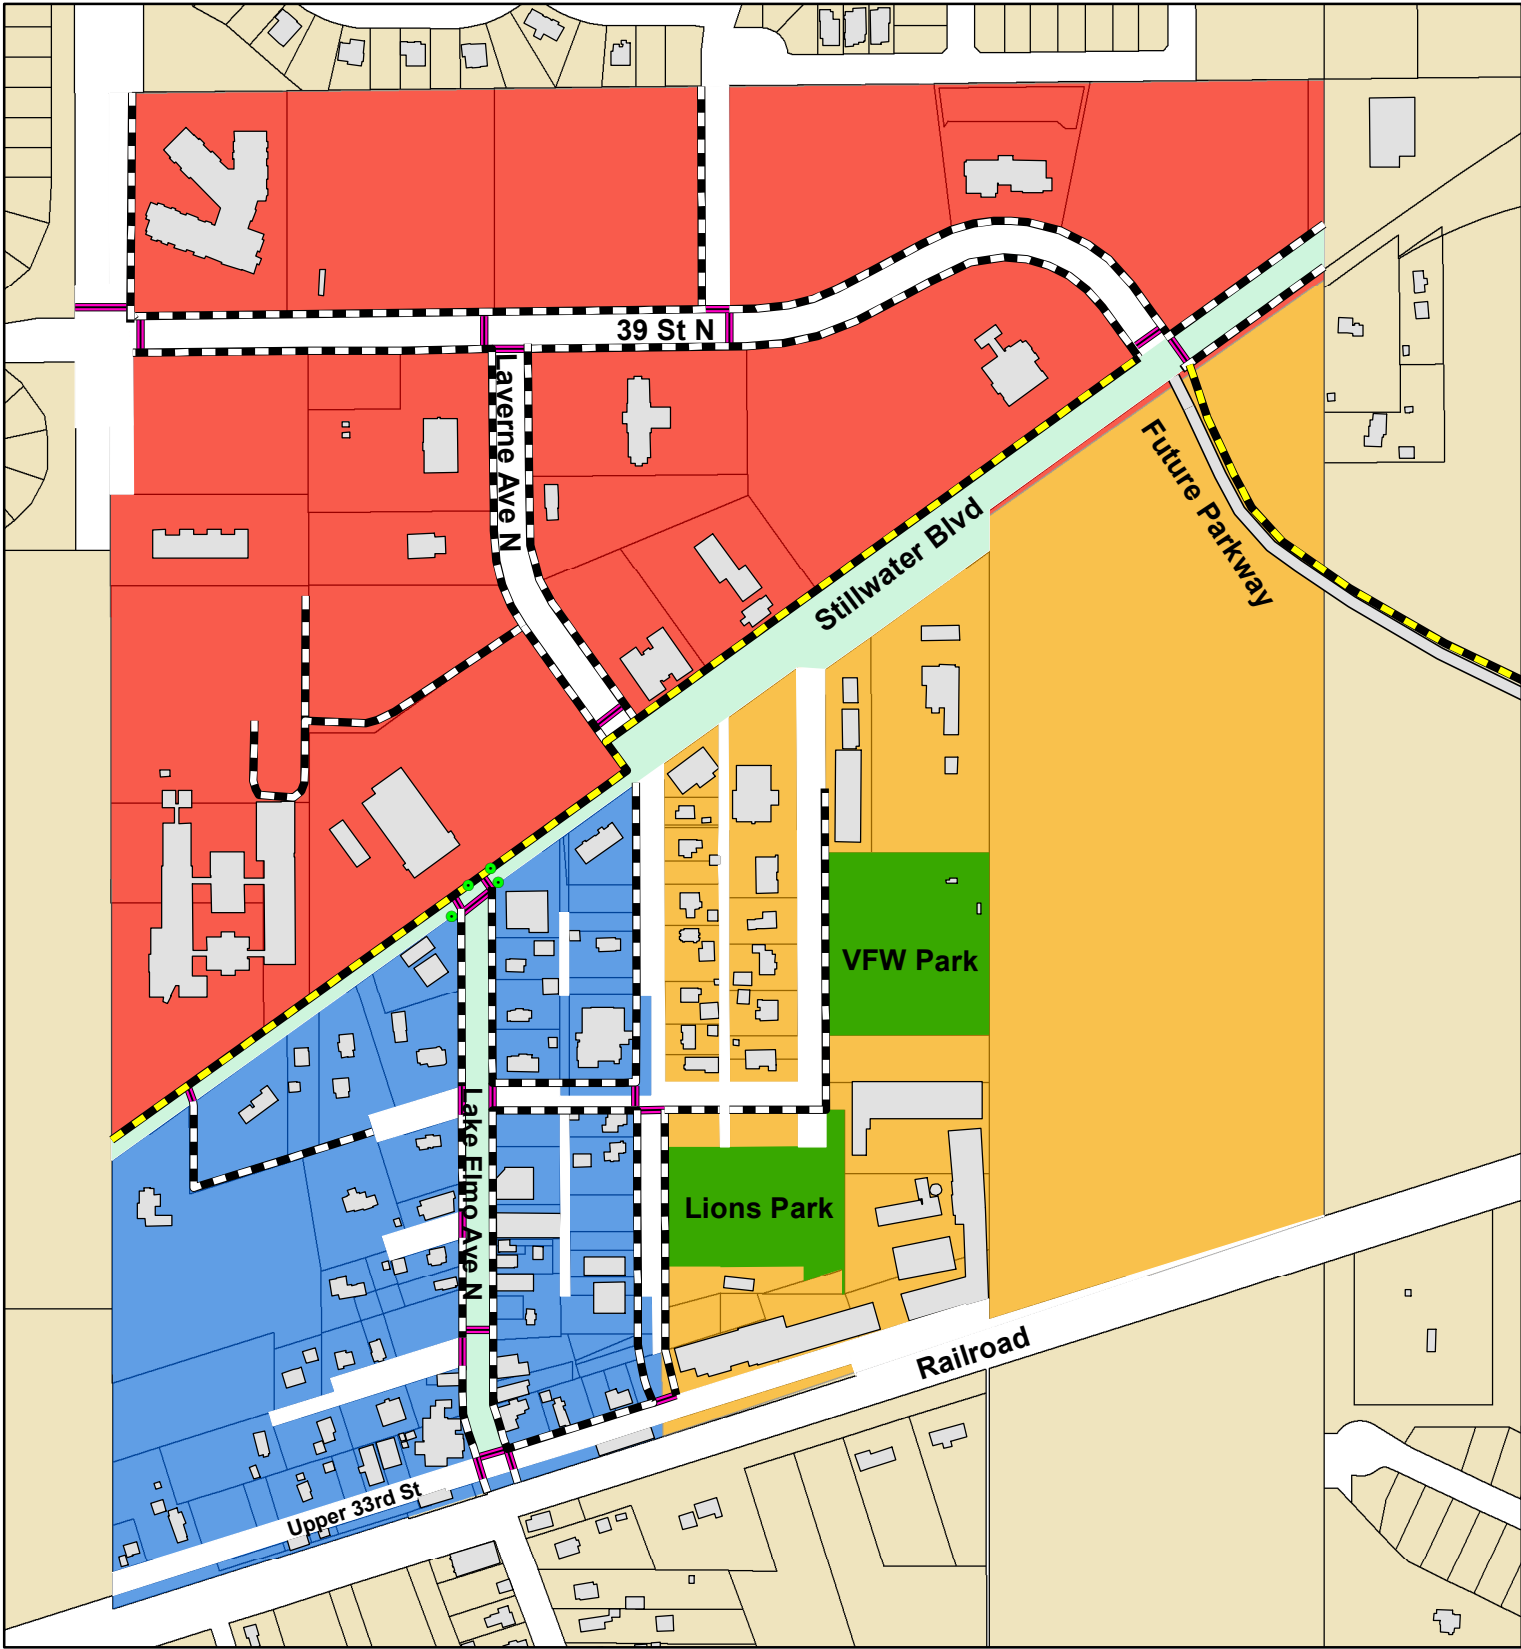 39 St N
Laverne Ave N
Future Parkway
Stillwater Blvd
VFW Park
Lake Elmo Ave N
Lions Park
Railroad
Upper 33rd St